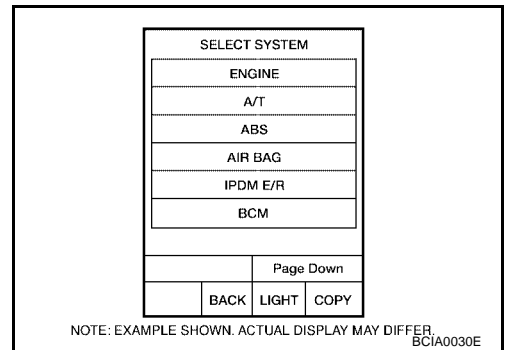 SELECT SYSTEM
ENGINE
A/T
ABS
AIR BAG
IPDM E/R
BCM
Page Down
BACK LIGHT COPY
NOTE: EXAMPLE SHOWN. ACTUAL DISPLAY MAY DIFFER.
BCIA0030E